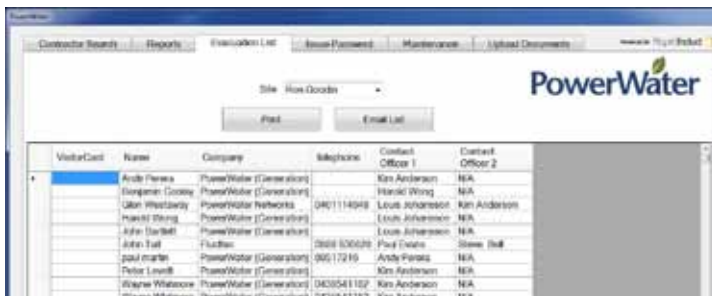 PowerWater
Contractor Search Reports Evacuation List Issue Password Maintenance Upload Documents
PowerWater
Site Ron Goodin
Print Email List
VisitorCard Name Company telephone Contact Officer 1 Contact Officer 2
Andy Perera PowerWater (Generation) Kim Anderson N/A
Benjamin PowerWater (Generation) Harold Wong N/A
Glen Westaway PowerWater Networks Louis Johansson Kim Anderson
Harold Wong PowerWater (Generation) Louis Johansson N/A
John Bartlett PowerWater (Generation) Louis Johansson N/A
John Tait Paul Evans Steve Bell
paul martin PowerWater (Generation) Andy Perera N/A
Peter Lovett PowerWater (Generation) Kim Anderson N/A
Wayne Whitmore PowerWater (Generation) Kim Anderson N/A